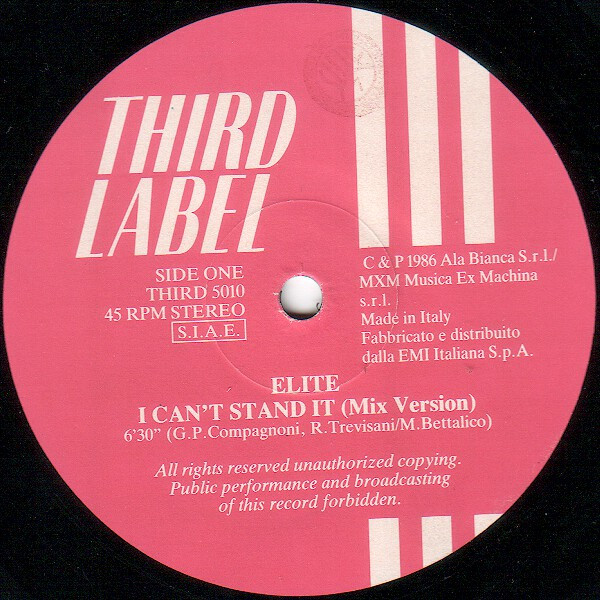 THIRD
LABEL
SIDE ONE
THIRD 5010
45 RPM STEREO
S.I.A.E.
C & P 1986 Ala Bianca S.r.l./
MXM Musica Ex Machina
s.r.l.
Made in Italy
Fabbricato e distribuito
dalla EMI Italiana S.p.A.
ELITE
I CAN'T STAND IT (Mix Version)
6'30" (G.P.Compagnoni, R.Trevisani/M.Bettalico)
All rights reserved unauthorized copying.
Public performance and broadcasting
of this record forbidden.